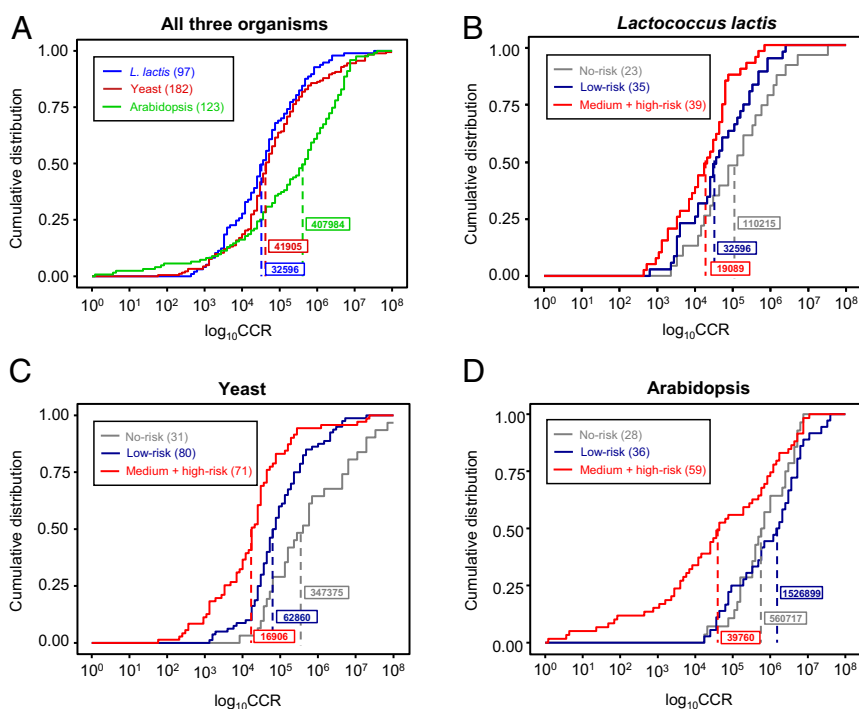 A
All three organisms
1.00
0.75
0.50
0.25
0.00
Cumulative distribution
L. lactis (97)
Yeast (182)
Arabidopsis (123)
407984
41905
32596
10⁰ 10¹ 10² 10³ 10⁴ 10⁵ 10⁶ 10⁷ 10⁸
log₁₀CCR
B
Lactococcus lactis
1.00
0.75
0.50
0.25
0.00
Cumulative distribution
No-risk (23)
Low-risk (35)
Medium + high-risk (39)
110215
32596
19089
10⁰ 10¹ 10² 10³ 10⁴ 10⁵ 10⁶ 10⁷ 10⁸
log₁₀CCR
C
Yeast
1.00
0.75
0.50
0.25
0.00
Cumulative distribution
No-risk (31)
Low-risk (80)
Medium + high-risk (71)
347375
62860
16906
10⁰ 10¹ 10² 10³ 10⁴ 10⁵ 10⁶ 10⁷ 10⁸
log₁₀CCR
D
Arabidopsis
1.00
0.75
0.50
0.25
0.00
Cumulative distribution
No-risk (28)
Low-risk (36)
Medium + high-risk (59)
1526899
560717
39760
10⁰ 10¹ 10² 10³ 10⁴ 10⁵ 10⁶ 10⁷ 10⁸
log₁₀CCR